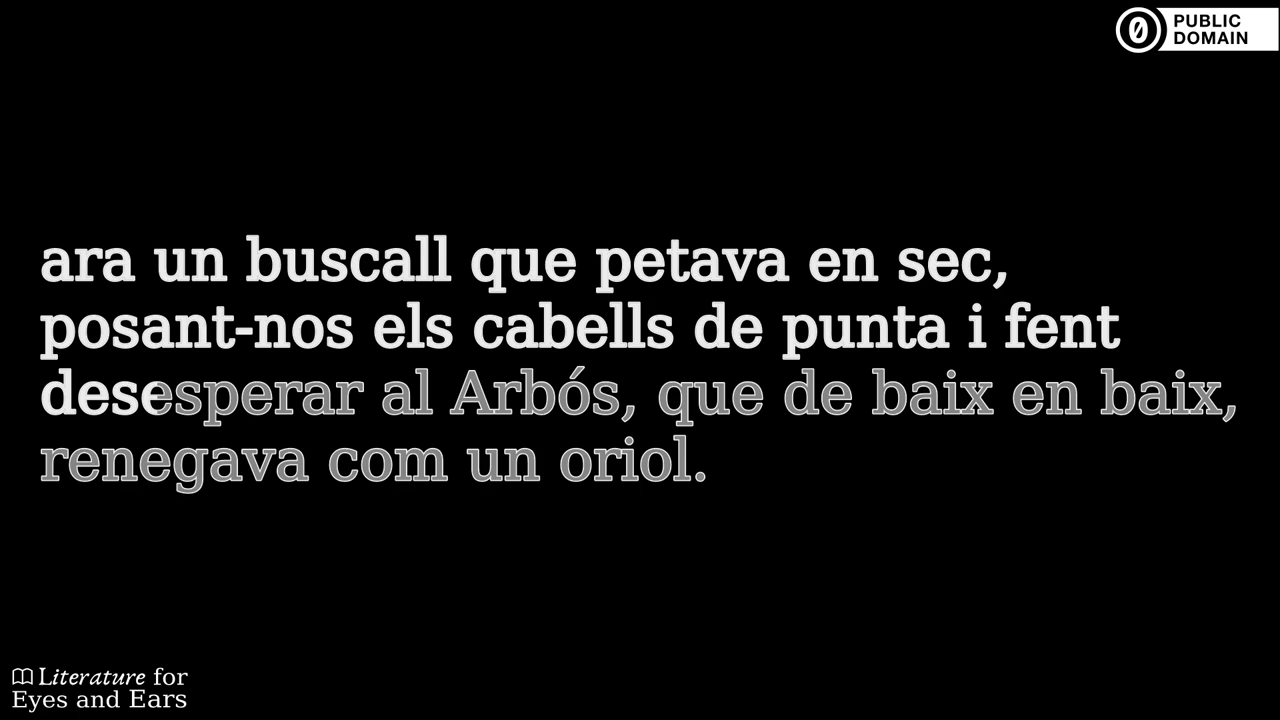 PUBLIC
DOMAIN
ara un buscall que petava en sec,
posant-nos els cabells de punta i fent
desesperar al Arbós, que de baix en baix,
renegava com un oriol.
Literature for
Eyes and Ears